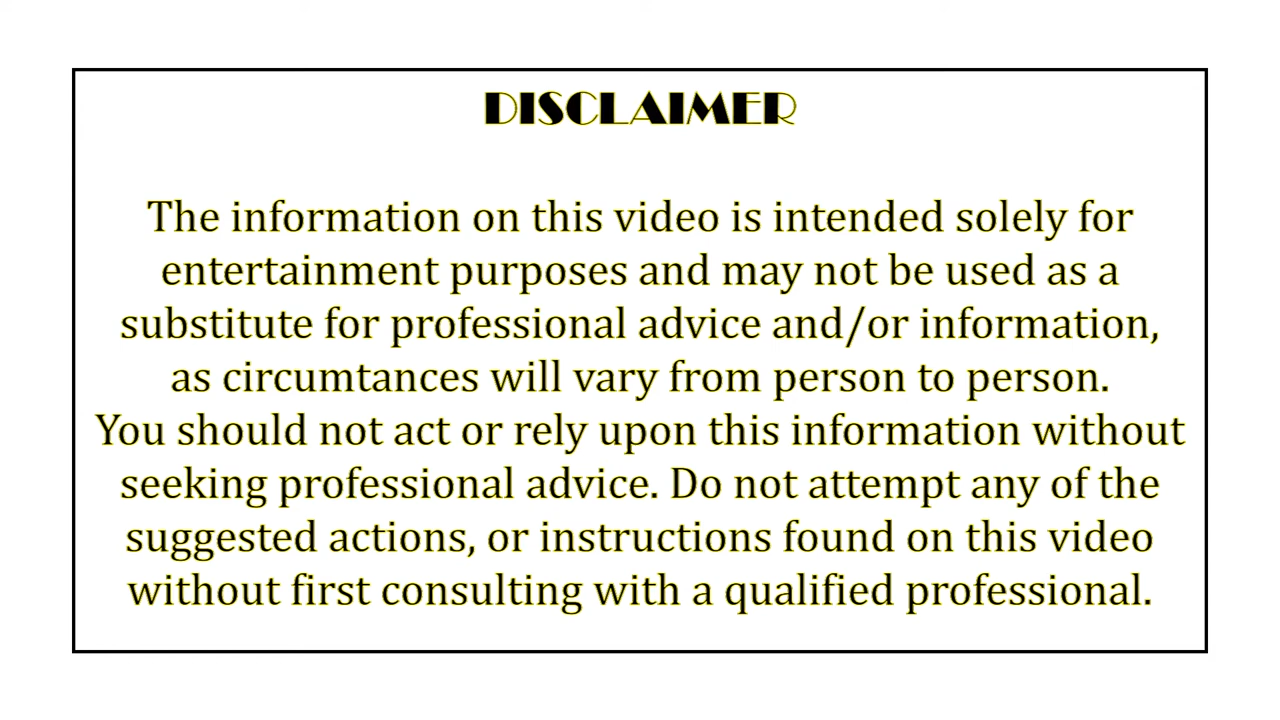 DISCLAIMER
The information on this video is intended solely for
entertainment purposes and may not be used as a
substitute for professional advice and/or information,
as circumtances will vary from person to person.
You should not act or rely upon this information without
seeking professional advice. Do not attempt any of the
suggested actions, or instructions found on this video
without first consulting with a qualified professional.